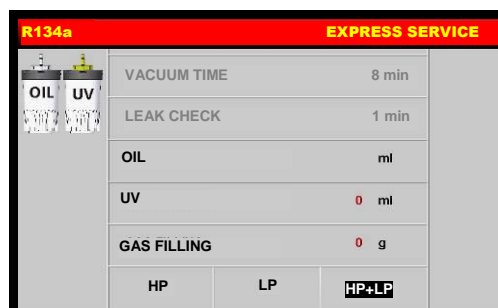 R134a EXPRESS SERVICE
OIL UV
VACUUM TIME 8 min
LEAK CHECK 1 min
OIL ml
UV 0 ml
GAS FILLING 0 g
HP LP HP+LP